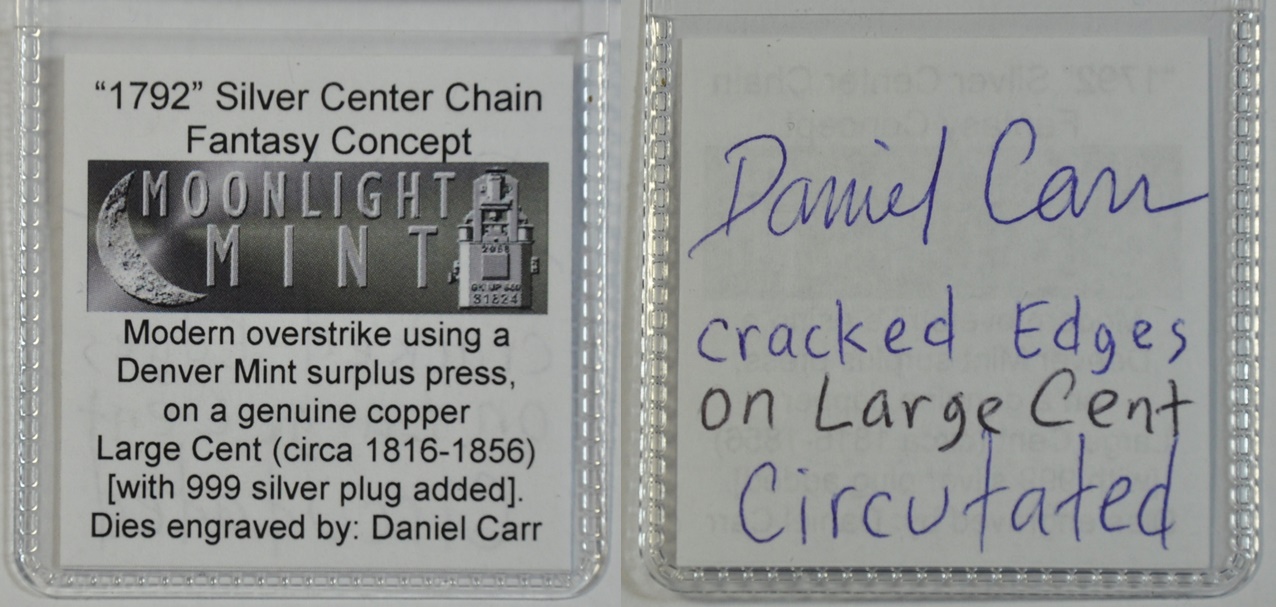 “1792” Silver Center Chain
Fantasy Concept
MOONLIGHT
MINT
S1824
Modern overstrike using a
Denver Mint surplus press,
on a genuine copper
Large Cent (circa 1816-1856)
[with 999 silver plug added].
Dies engraved by: Daniel Carr
Daniel Carr
cracked Edges
on Large Cent
Circutated